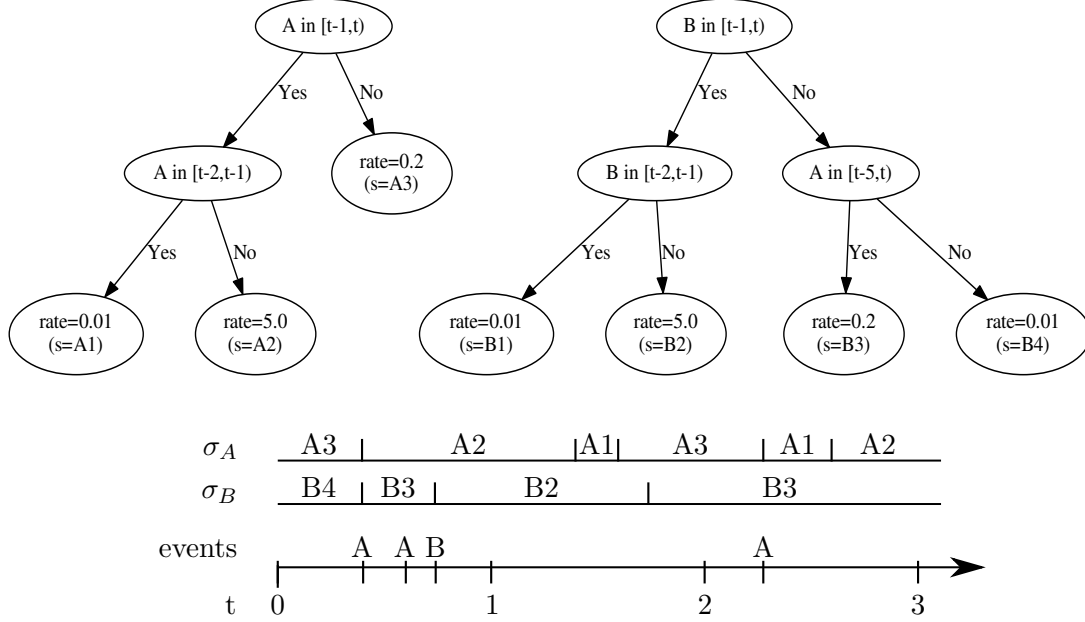 A in [t-1,t)
B in [t-1,t)
Yes
No
Yes
No
A in [t-2,t-1)
rate=0.2
(s=A3)
B in [t-2,t-1)
A in [t-5,t)
Yes
No
Yes
No
Yes
No
rate=0.01
(s=A1)
rate=5.0
(s=A2)
rate=0.01
(s=B1)
rate=5.0
(s=B2)
rate=0.2
(s=B3)
rate=0.01
(s=B4)
σ_A A3 A2 A1 A3 A1 A2
σ_B B4 B3 B2 B3
events A A B A
t 0 1 2 3